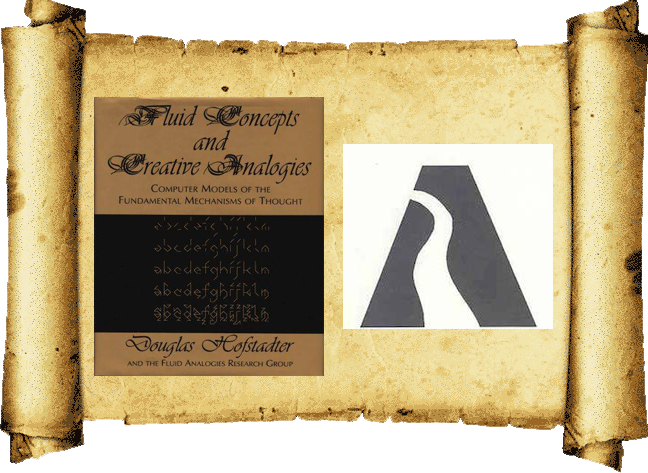 Fluid Concepts
and
Creative Analogies
COMPUTER MODELS OF THE
FUNDAMENTAL MECHANISMS OF THOUGHT
abcdefghijklm
abcdefghijklm
abcdefghijklm
abcdefghijklm
Douglas Hofstadter
AND THE FLUID ANALOGIES RESEARCH GROUP